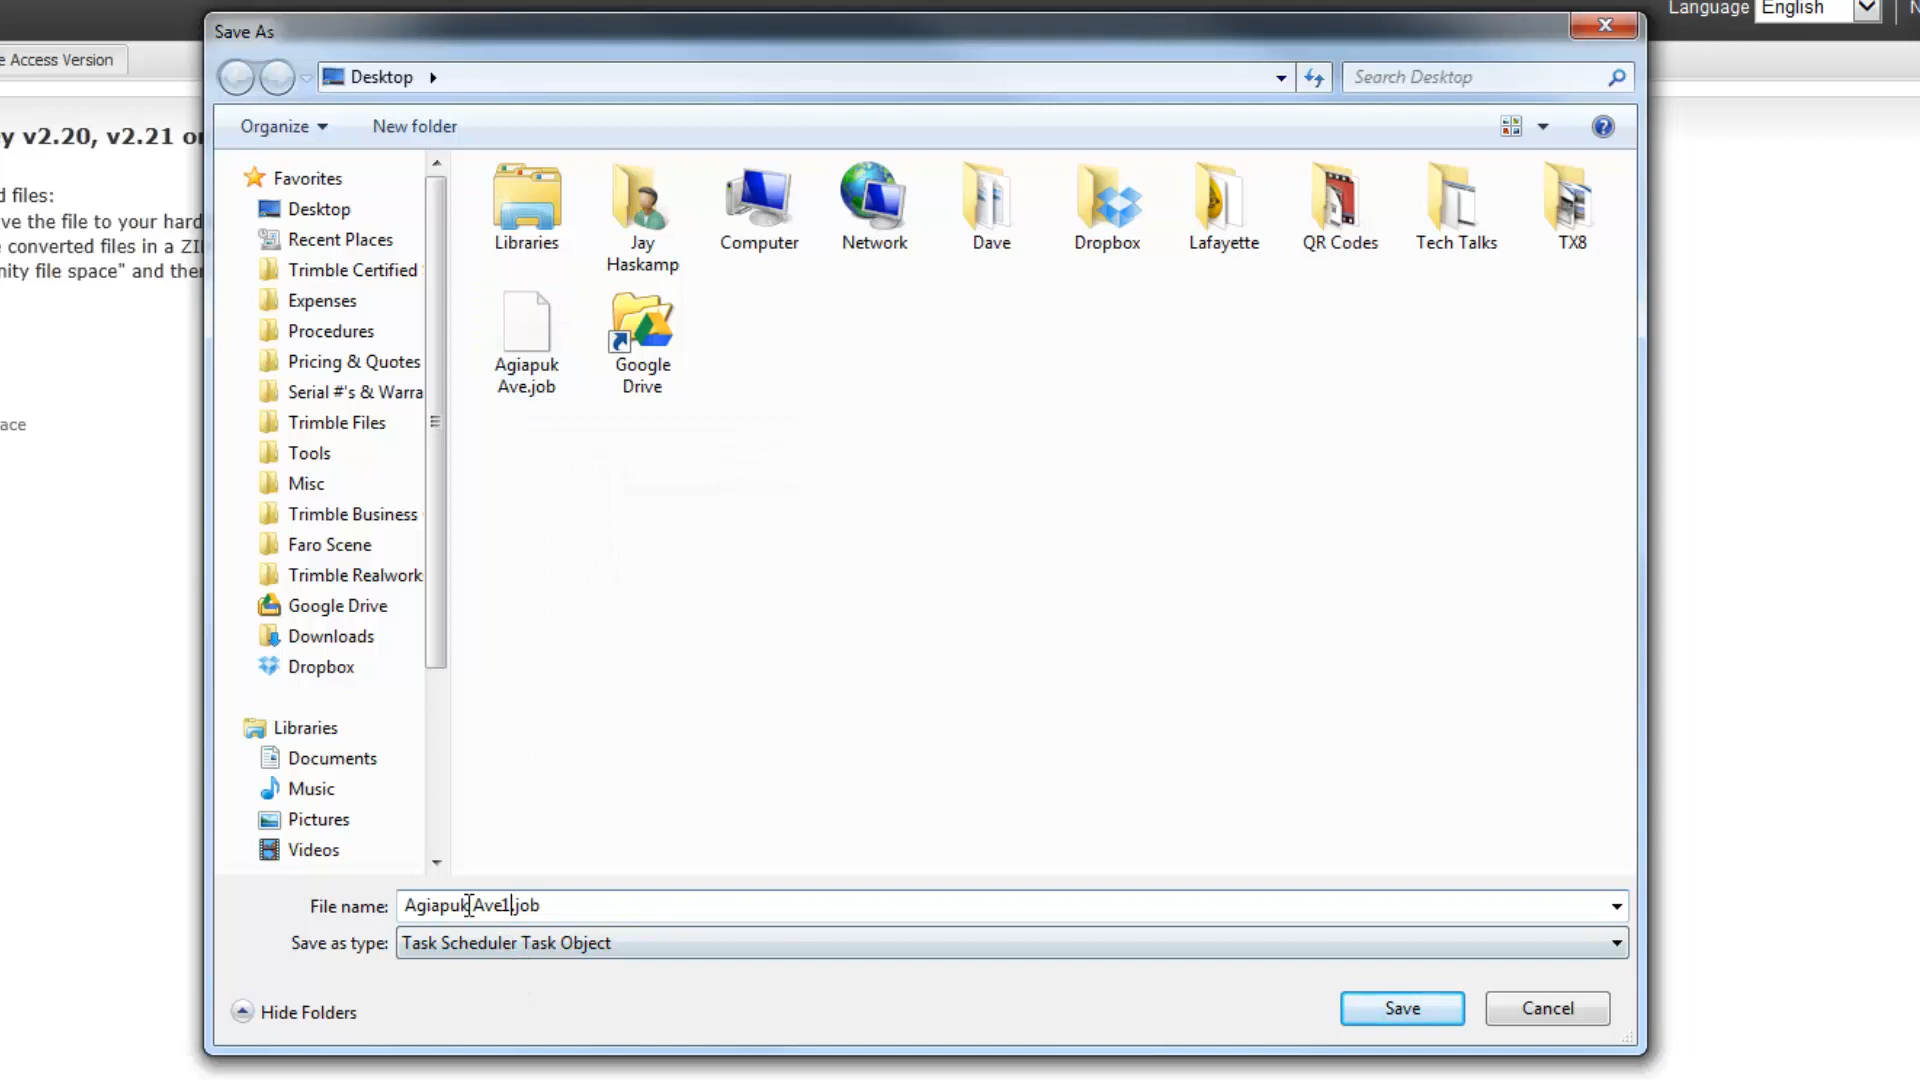 Language English
e Access Version
Save As
Desktop
Search Desktop
Organize
New folder
y v2.20, v2.21 or
d files:
ve the file to your hard
e converted files in a ZI
nity file space" and then
ace
Favorites
Desktop
Recent Places
Trimble Certified
Expenses
Procedures
Pricing & Quotes
Serial #'s & Warra
Trimble Files
Tools
Misc
Trimble Business
Faro Scene
Trimble Realwork
Google Drive
Downloads
Dropbox
Libraries
Documents
Music
Pictures
Videos
Libraries
Jay
Haskamp
Computer
Network
Dave
Dropbox
Lafayette
QR Codes
Tech Talks
TX8
Agiapuk
Ave.job
Google
Drive
File name: Agiapuk Ave1.job
Save as type: Task Scheduler Task Object
Hide Folders
Save
Cancel